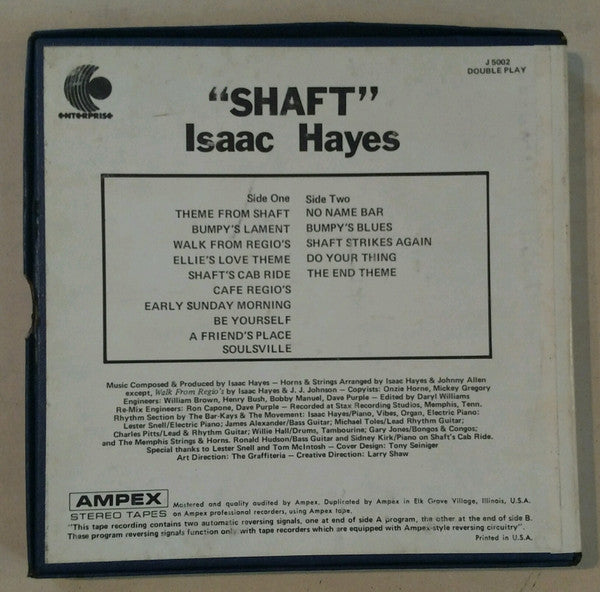 ENTERPRISE
J 5002
DOUBLE PLAY
"SHAFT"
Isaac Hayes
Side One
THEME FROM SHAFT
BUMPY'S LAMENT
WALK FROM REGIO'S
ELLIE'S LOVE THEME
SHAFT'S CAB RIDE
CAFE REGIO'S
EARLY SUNDAY MORNING
BE YOURSELF
A FRIEND'S PLACE
SOULSVILLE
Side Two
NO NAME BAR
BUMPY'S BLUES
SHAFT STRIKES AGAIN
DO YOUR THING
THE END THEME
Music Composed & Produced by Isaac Hayes — Horns & Strings Arranged by Isaac Hayes & Johnny Allen
except, Walk From Regio's by Isaac Hayes & J. J. Johnson — Copyists: Onzie Horne, Mickey Gregory
Engineers: William Brown, Henry Bush, Bobby Manuel, Dave Purple — Edited by Daryl Williams
Re-Mix Engineers: Ron Capone, Dave Purple — Recorded at Stax Recording Studios, Memphis, Tenn.
Rhythm Section by The Bar-Kays & The Movement: Isaac Hayes/Piano, Vibes, Organ, Electric Piano;
Lester Snell/Electric Piano; James Alexander/Bass Guitar; Michael Toles/Lead Rhythm Guitar;
Charles Pitts/Lead & Rhythm Guitar; Willie Hall/Drums, Tambourine; Gary Jones/Bongos & Congos;
and The Memphis Strings & Horns. Ronald Hudson/Bass Guitar and Sidney Kirk/Piano on Shaft's Cab Ride.
Special thanks to Lester Snell and Tom McIntosh — Cover Design: Tony Seiniger
Art Direction: The Graffiteria — Creative Direction: Larry Shaw
AMPEX
STEREO TAPES
Mastered and quality audited by Ampex. Duplicated by Ampex in Elk Grove Village, Illinois, U.S.A.
on Ampex professional recorders, using Ampex tape.
"This tape recording contains two automatic reversing signals, one at end of side A program, the other at the end of side B.
These program reversing signals function only with tape recorders which are equipped with Ampex-style reversing circuitry".
Printed in U.S.A.